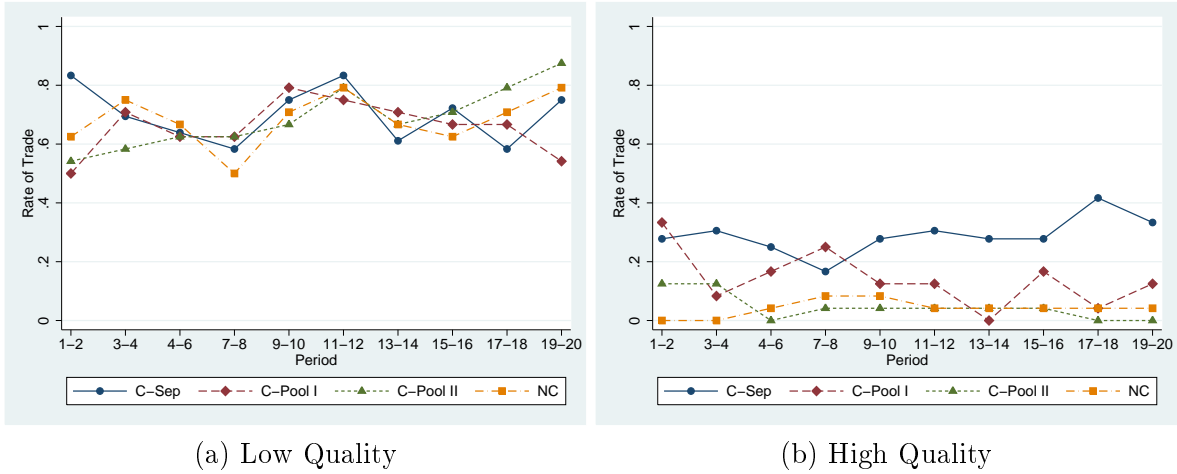 Rate of Trade
0 .2 .4 .6 .8 1
1−2 3−4 4−6 7−8 9−10 11−12 13−14 15−16 17−18 19−20
Period
C−Sep C−Pool I C−Pool II NC
(a) Low Quality
Rate of Trade
0 .2 .4 .6 .8 1
1−2 3−4 4−6 7−8 9−10 11−12 13−14 15−16 17−18 19−20
Period
C−Sep C−Pool I C−Pool II NC
(b) High Quality